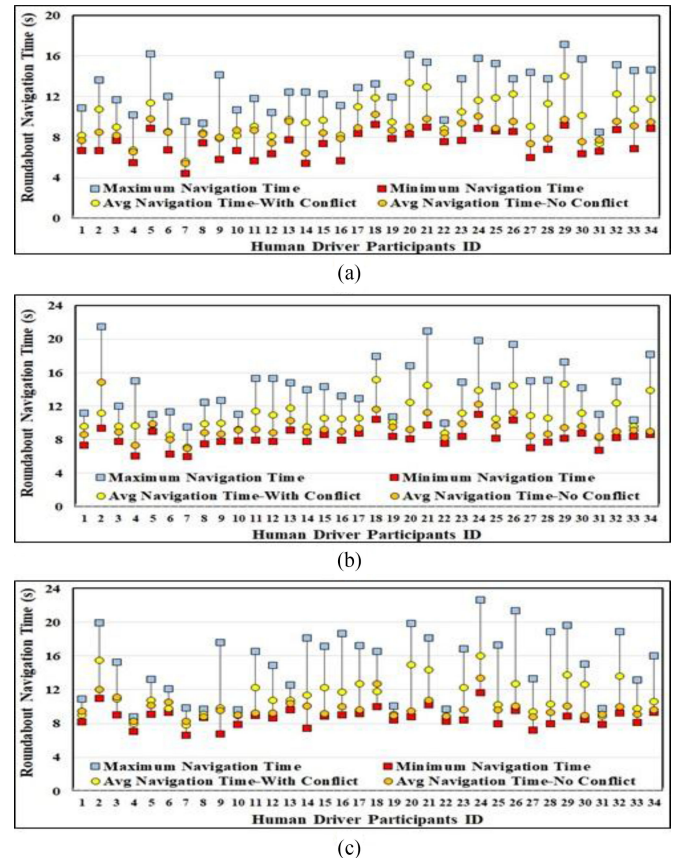 20
16
12
8
4
0
Roundabout Navigation Time (s)
Maximum Navigation Time
Minimum Navigation Time
Avg Navigation Time-With Conflict
Avg Navigation Time-No Conflict
1 2 3 4 5 6 7 8 9 10 11 12 13 14 15 16 17 18 19 20 21 22 23 24 25 26 27 28 29 30 31 32 33 34
Human Driver Participants ID
(a)
24
20
16
12
8
4
0
Roundabout Navigation Time (s)
Maximum Navigation Time
Minimum Navigation Time
Avg Navigation Time-With Conflict
Avg Navigation Time-No Conflict
1 2 3 4 5 6 7 8 9 10 11 12 13 14 15 16 17 18 19 20 21 22 23 24 25 26 27 28 29 30 31 32 33 34
Human Driver Participants ID
(b)
24
20
16
12
8
4
0
Roundabout Navigation Time (s)
Maximum Navigation Time
Minimum Navigation Time
Avg Navigation Time-With Conflict
Avg Navigation Time-No Conflict
1 2 3 4 5 6 7 8 9 10 11 12 13 14 15 16 17 18 19 20 21 22 23 24 25 26 27 28 29 30 31 32 33 34
Human Driver Participants ID
(c)